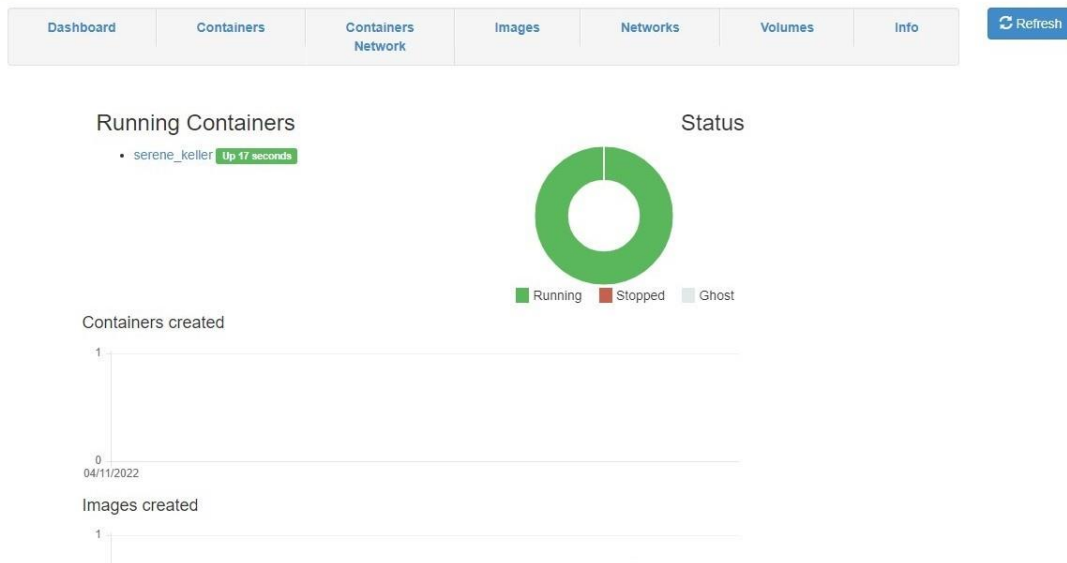 Dashboard
Containers
Containers
Network
Images
Networks
Volumes
Info
Refresh
Running Containers
Status
serene_keller Up 17 seconds
Running Stopped Ghost
Containers created
1
0
04/11/2022
Images created
1